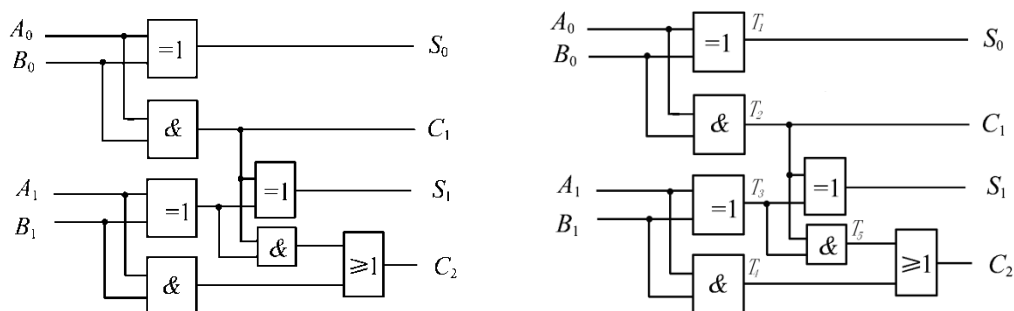 A₀ =1 S₀
B₀
& C₁
A₁ =1 =1 S₁
B₁
& ≥1 C₂
&
A₀ =1 T₁ S₀
B₀
& T₂ C₁
A₁ =1 T₃ =1 S₁
B₁
& T₅ ≥1 C₂
& T₄